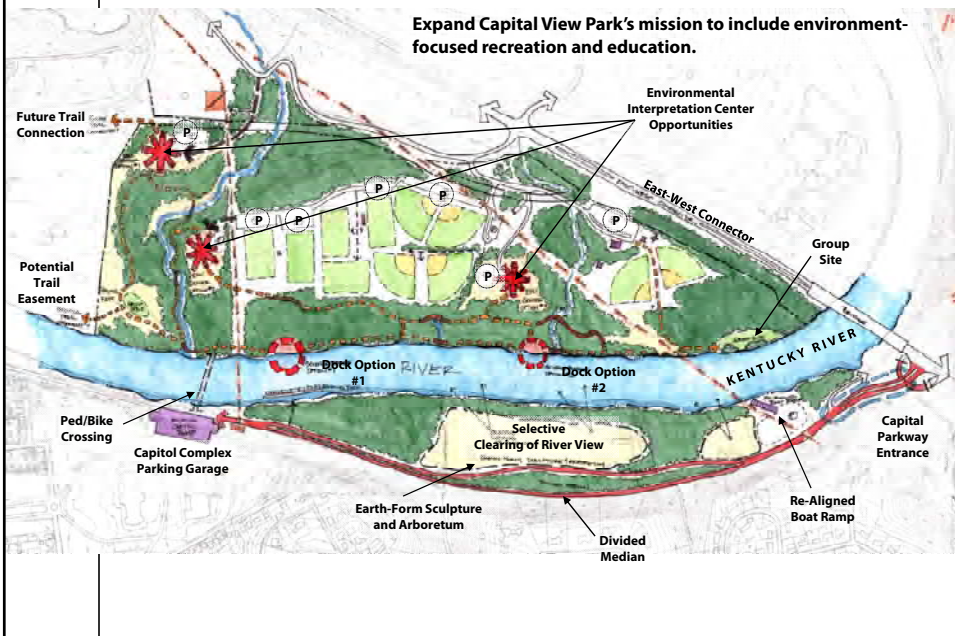 Expand Capital View Park's mission to include environment-
focused recreation and education.
Environmental
Interpretation Center
Opportunities
Future Trail
Connection
P
P
P
P
P
P
P
East-West Connector
Group
Site
Potential
Trail
Easement
KENTUCKY RIVER
Dock Option
#1
RIVER
Dock Option
#2
Ped/Bike
Crossing
Capitol Complex
Parking Garage
Selective
Clearing of River View
Capital
Parkway
Entrance
Earth-Form Sculpture
and Arboretum
Re-Aligned
Boat Ramp
Divided
Median